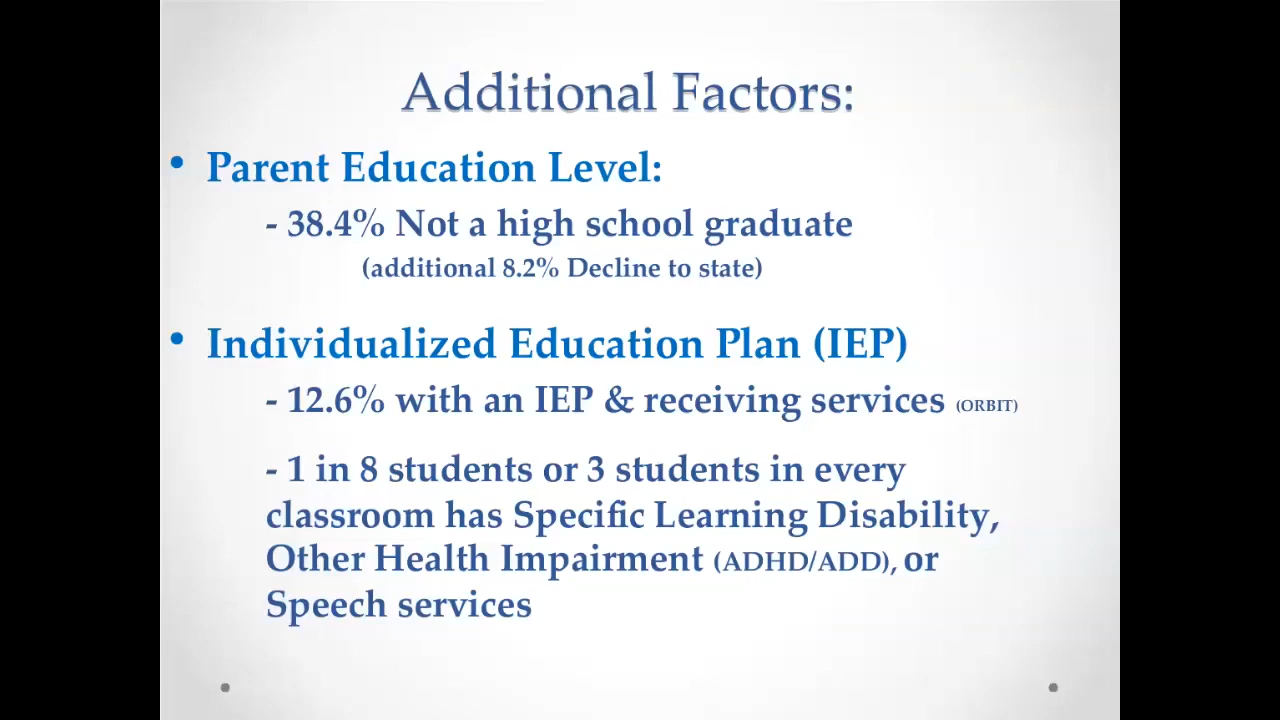 Additional Factors:
• Parent Education Level:
- 38.4% Not a high school graduate
(additional 8.2% Decline to state)
• Individualized Education Plan (IEP)
- 12.6% with an IEP & receiving services (ORBIT)
- 1 in 8 students or 3 students in every
classroom has Specific Learning Disability,
Other Health Impairment (ADHD/ADD), or
Speech services